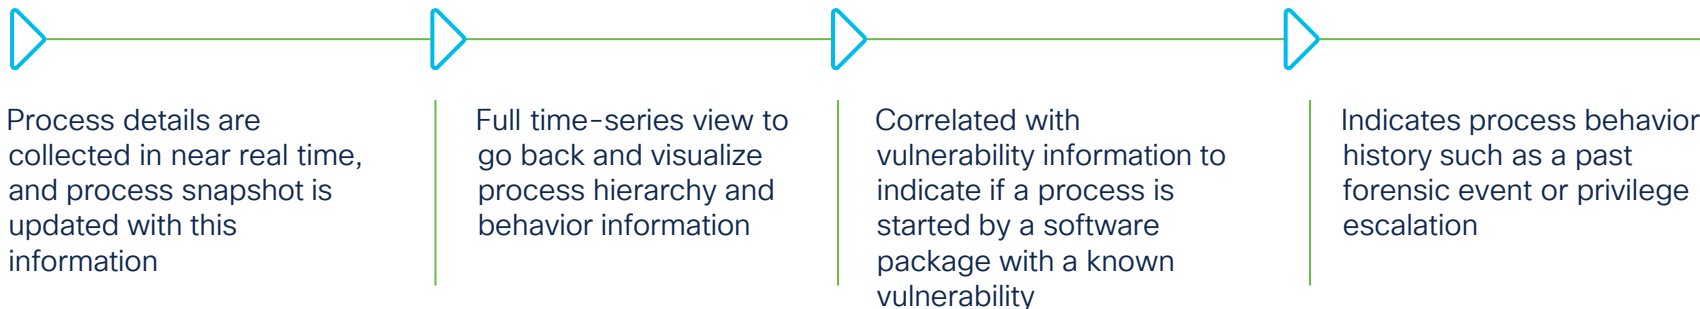 Process details are
collected in near real time,
and process snapshot is
updated with this
information
Full time-series view to
go back and visualize
process hierarchy and
behavior information
Correlated with
vulnerability information to
indicate if a process is
started by a software
package with a known
vulnerability
Indicates process behavior
history such as a past
forensic event or privilege
escalation